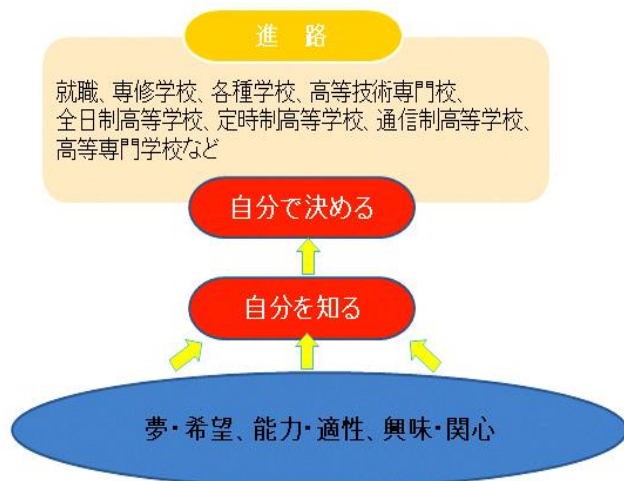 進 路
就職、専修学校、各種学校、高等技術専門校、
全日制高等学校、定時制高等学校、通信制高等学校、
高等専門学校など
自分で決める
自分を知る
夢・希望、能力・適性、興味・関心